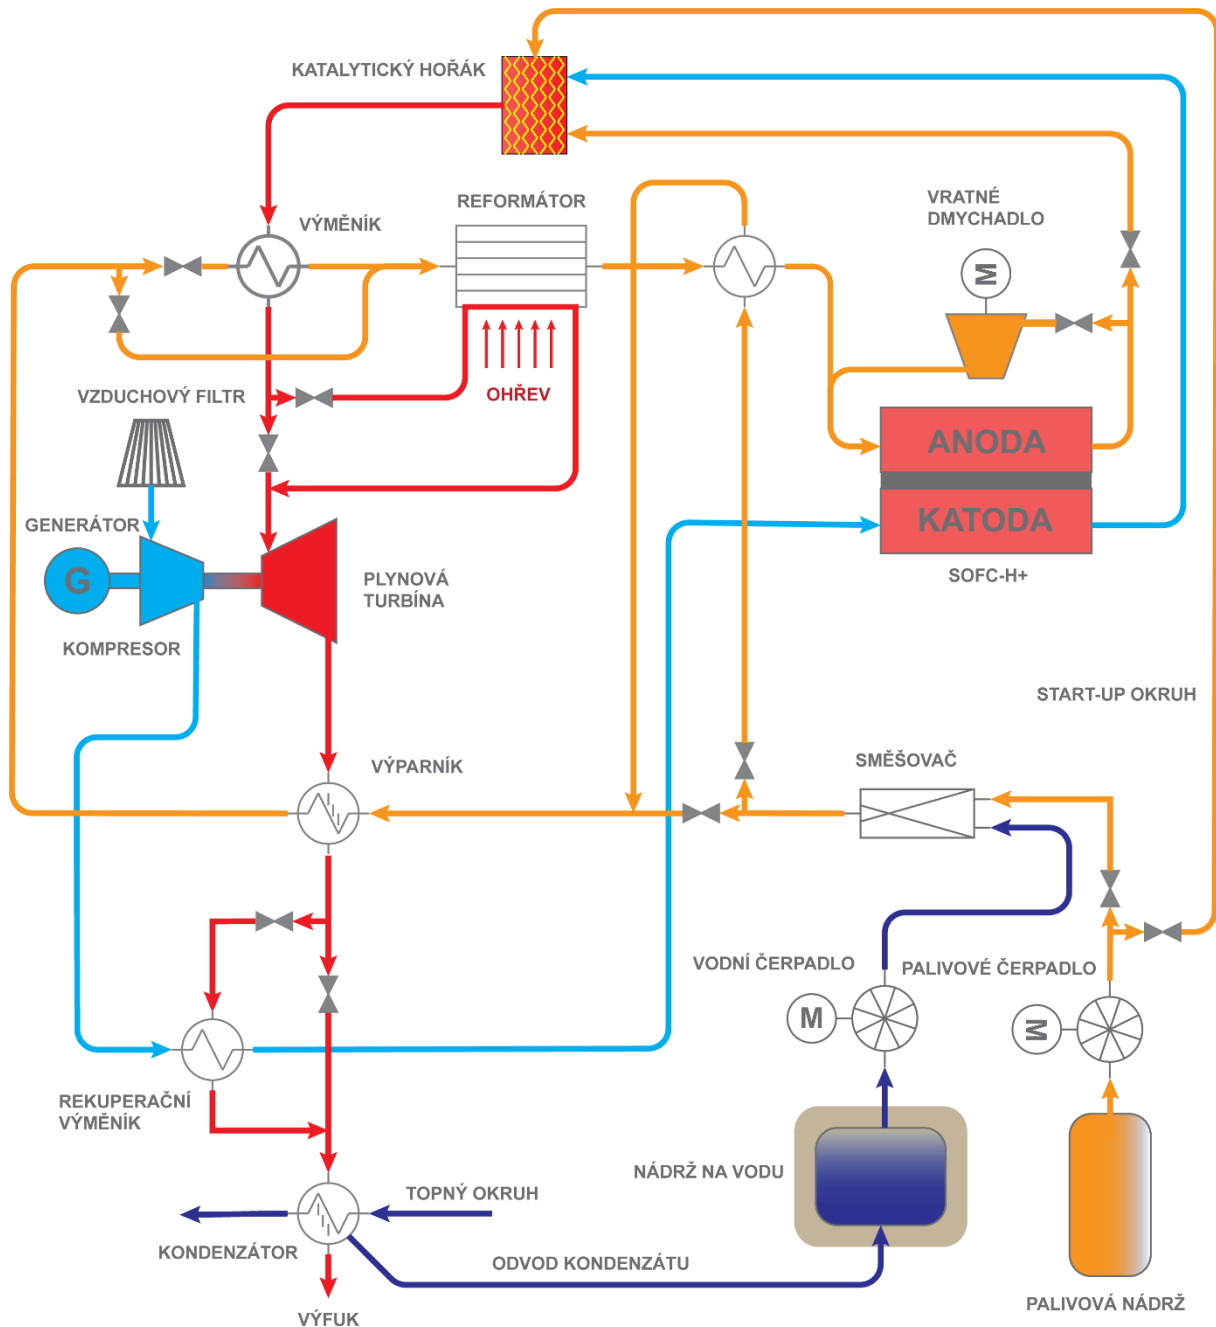 KATALYTICKÝ HOŘÁK
VÝMĚNÍK
REFORMÁTOR
VRATNÉ
DMYCHADLO
M
OHŘEV
VZDUCHOVÝ FILTR
ANODA
KATODA
SOFC-H+
GENERÁTOR
G
KOMPRESOR
PLYNOVÁ
TURBÍNA
START-UP OKRUH
VÝPARNÍK
SMĚŠOVAČ
VODNÍ ČERPADLO
PALIVOVÉ ČERPADLO
M
M
REKUPERAČNÍ
VÝMĚNÍK
NÁDRŽ NA VODU
TOPNÝ OKRUH
KONDENZÁTOR
ODVOD KONDENZÁTU
VÝFUK
PALIVOVÁ NÁDRŽ